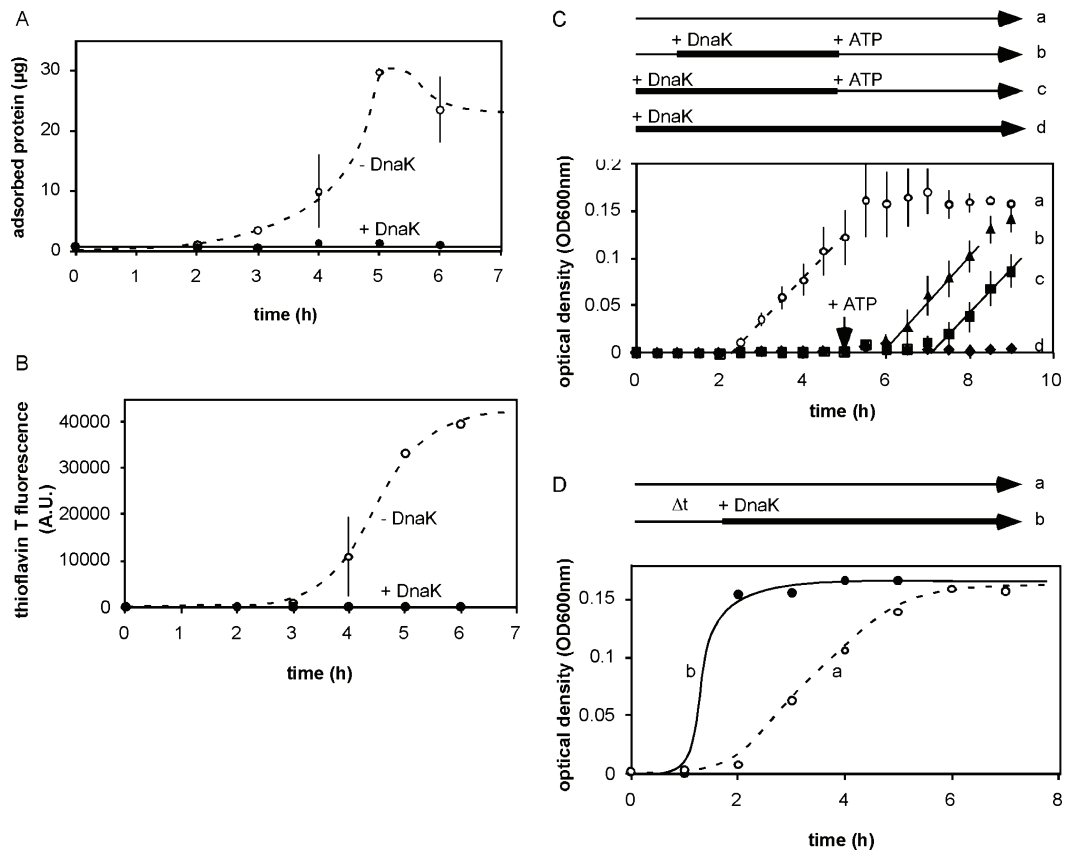 A
adsorbed protein (µg)
30
20
10
0
- DnaK
+ DnaK
0 1 2 3 4 5 6 7
time (h)
B
thioflavin T fluorescence
(A.U.)
40000
30000
20000
10000
0
- DnaK
+ DnaK
0 1 2 3 4 5 6 7
time (h)
C
a
+ DnaK + ATP
b
+ DnaK + ATP
c
+ DnaK
d
optical density (OD600nm)
0.2
0.15
0.1
0.05
0
+ ATP
a
b
c
d
0 2 4 6 8 10
time (h)
D
a
Δt + DnaK
b
optical density (OD600nm)
0.15
0.1
0.05
0
b
a
0 2 4 6 8
time (h)